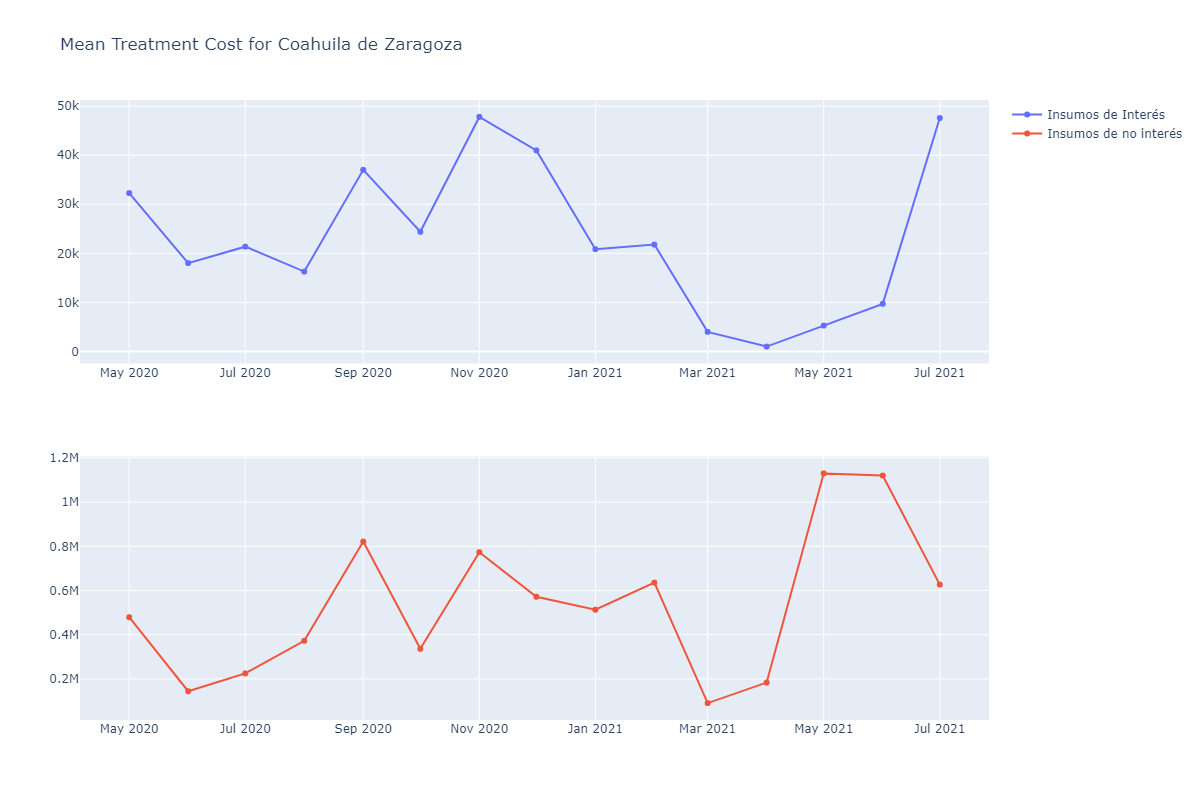 Mean Treatment Cost for Coahuila de Zaragoza
50k
40k
30k
20k
10k
0
May 2020 Jul 2020 Sep 2020 Nov 2020 Jan 2021 Mar 2021 May 2021 Jul 2021
Insumos de Interés
Insumos de no interés
1.2M
1M
0.8M
0.6M
0.4M
0.2M
May 2020 Jul 2020 Sep 2020 Nov 2020 Jan 2021 Mar 2021 May 2021 Jul 2021